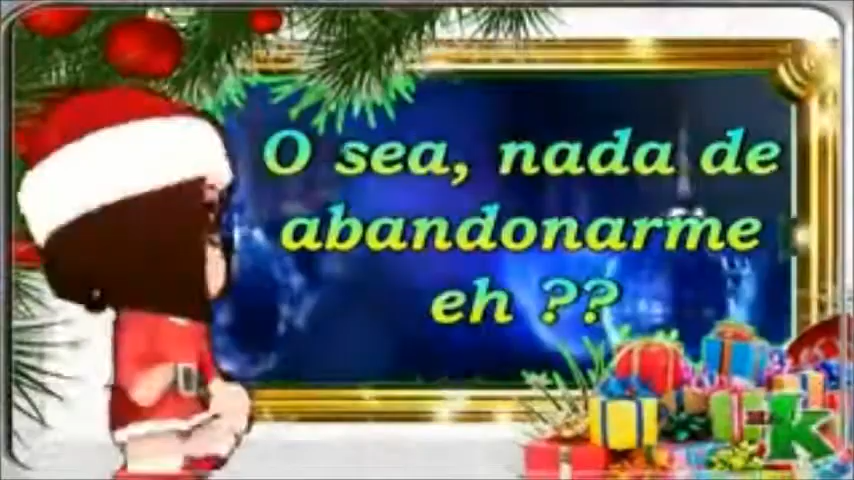 O sea, nada de
abandonarme
eh ??
k